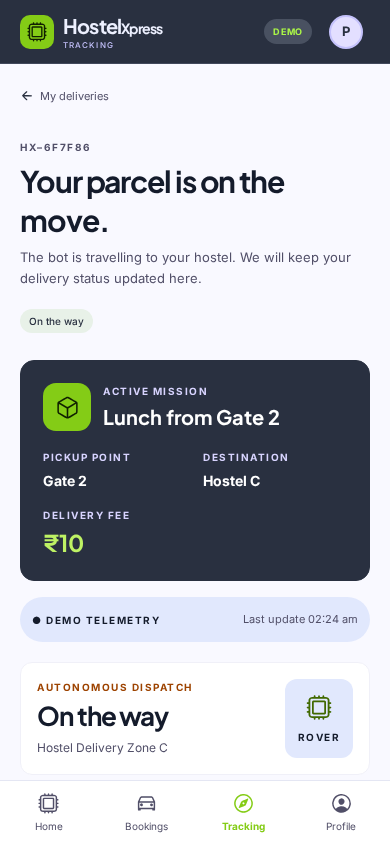 HostelXpress
TRACKING
DEMO
P
My deliveries
HX–6F7F86
Your parcel is on the
move.
The bot is travelling to your hostel. We will keep your
delivery status updated here.
On the way
ACTIVE MISSION
Lunch from Gate 2
PICKUP POINT
DESTINATION
Gate 2
Hostel C
DELIVERY FEE
₹10
DEMO TELEMETRY
Last update 02:24 am
AUTONOMOUS DISPATCH
On the way
Hostel Delivery Zone C
ROVER
Home
Bookings
Tracking
Profile